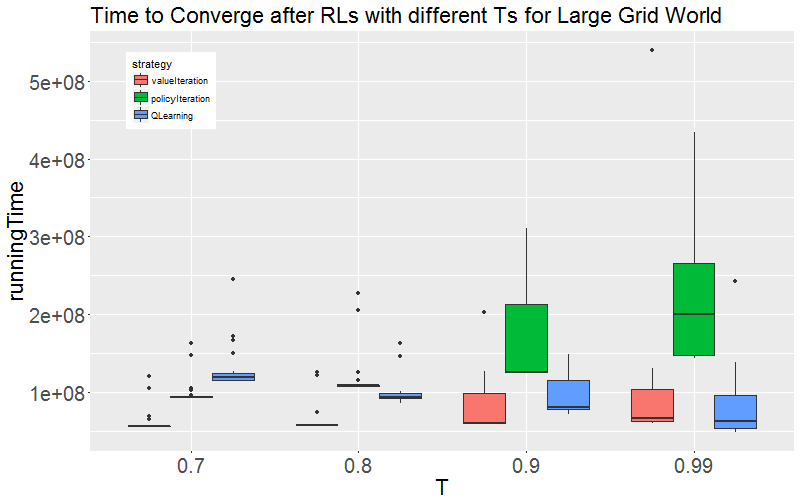 Time to Converge after RLs with different Ts for Large Grid World
strategy
valueIteration
policyIteration
QLearning
5e+08
4e+08
3e+08
2e+08
1e+08
runningTime
0.7 0.8 0.9 0.99
T